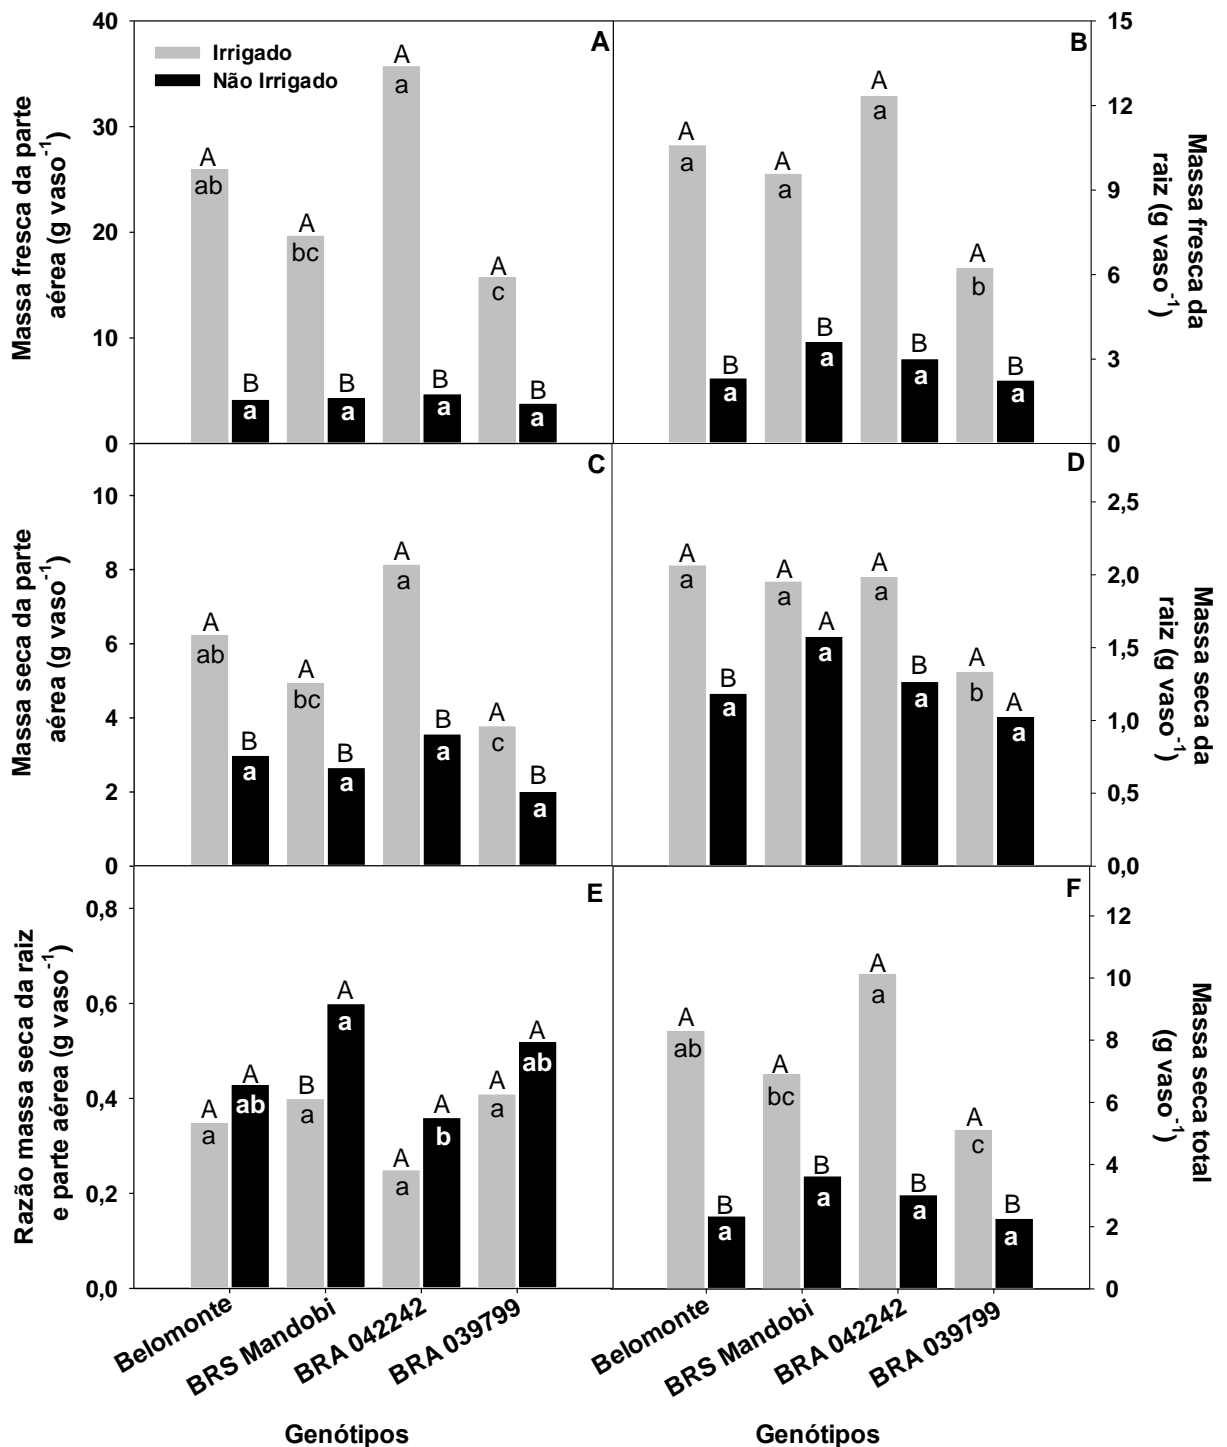 Massa fresca da parte
aérea (g vaso⁻¹)
40
30
20
10
0
Irrigado
Não Irrigado
A
A
ab
B
a
A
bc
B
a
A
a
B
a
A
c
B
a
B
A
a
B
a
A
a
B
a
A
a
B
a
A
b
B
a
15
12
9
6
3
0
Massa fresca da
raiz (g vaso⁻¹)
Massa seca da parte
aérea (g vaso⁻¹)
10
8
6
4
2
0
C
A
ab
B
a
A
bc
B
a
A
a
B
a
A
c
B
a
D
A
a
B
a
A
a
A
a
A
a
B
a
A
b
A
a
2,5
2,0
1,5
1,0
0,5
0,0
Massa seca da
raiz (g vaso⁻¹)
Razão massa seca da raiz
e parte aérea (g vaso⁻¹)
0,8
0,6
0,4
0,2
0,0
E
A
a
A
ab
B
a
A
a
A
a
A
b
A
a
A
ab
F
A
ab
B
a
A
bc
B
a
A
a
B
a
A
c
B
a
12
10
8
6
4
2
0
Massa seca total
(g vaso⁻¹)
Belomonte
BRS Mandobi
BRA 042242
BRA 039799
Belomonte
BRS Mandobi
BRA 042242
BRA 039799
Genótipos
Genótipos